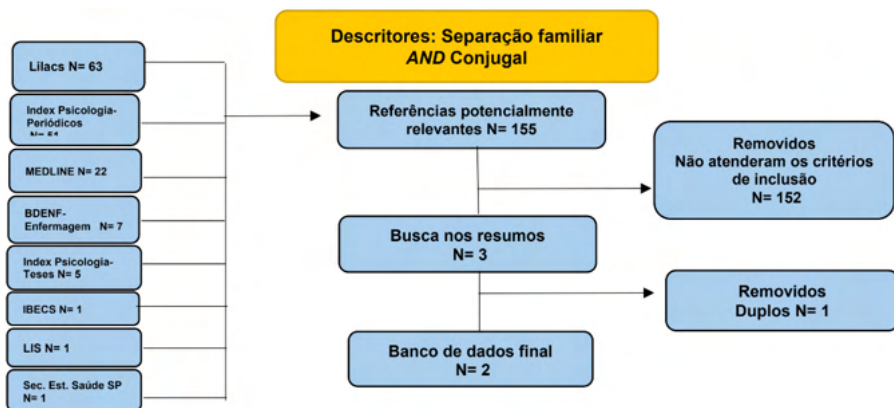 Descritores: Separação familiar
AND Conjugal
Lilacs N= 63
Index Psicologia-
Periódicos
MEDLINE N= 22
BDENF-
Enfermagem N= 7
Index Psicologia-
Teses N= 5
IBECS N= 1
LIS N= 1
Sec. Est. Saúde SP
N= 1
Referências potencialmente
relevantes N= 155
Removidos
Não atenderam os critérios
de inclusão
N= 152
Busca nos resumos
N= 3
Removidos
Duplos N= 1
Banco de dados final
N= 2